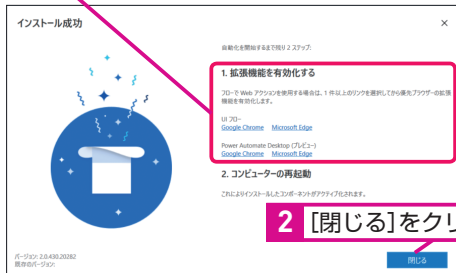 インストール成功
自動化を開始するまで残り 2 ステップ:
1. 拡張機能を有効化する
フローで Web アクションを使用する場合は、1 件以上のリンクを選択してから優先ブラウザーの拡張
機能を有効化します。
UI フロー
Google Chrome Microsoft Edge
Power Automate Desktop (プレビュー)
Google Chrome Microsoft Edge
2. コンピューターの再起動
これによりインストールしたコンポーネントがアクティブ化されます。
2 [閉じる]をクリ
バージョン: 2.0.430.20282
既存のバージョン:
閉じる